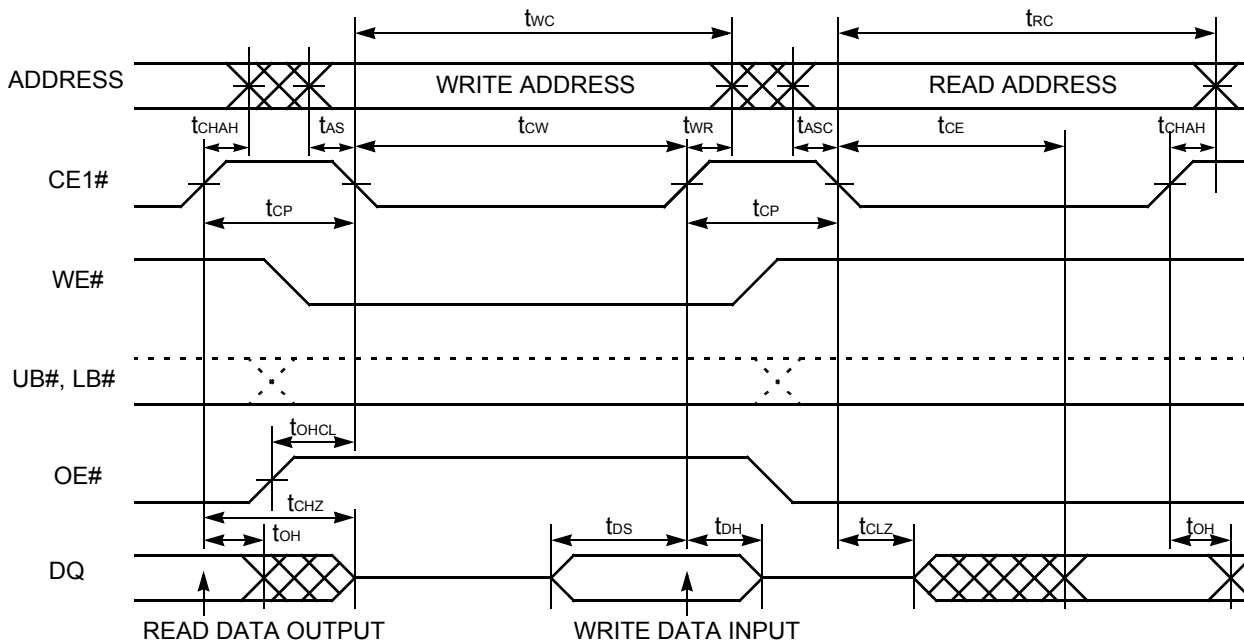 tWC tRC
ADDRESS WRITE ADDRESS READ ADDRESS
tCHAH tAS tCW tWR tASC tCE tCHAH
CE1#
tCP tCP
WE#
UB#, LB#
tOHCL
OE#
tCHZ
tOH tDS tDH tCLZ tOH
DQ
READ DATA OUTPUT WRITE DATA INPUT